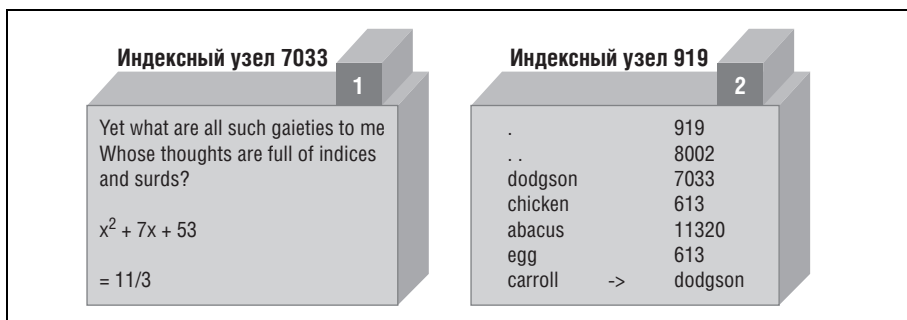 Индексный узел 7033
1
Yet what are all such gaieties to me
Whose thoughts are full of indices
and surds?
x² + 7x + 53
= 11/3
Индексный узел 919
2
. 919
. . 8002
dodgson 7033
chicken 613
abacus 11320
egg 613
carroll -> dodgson